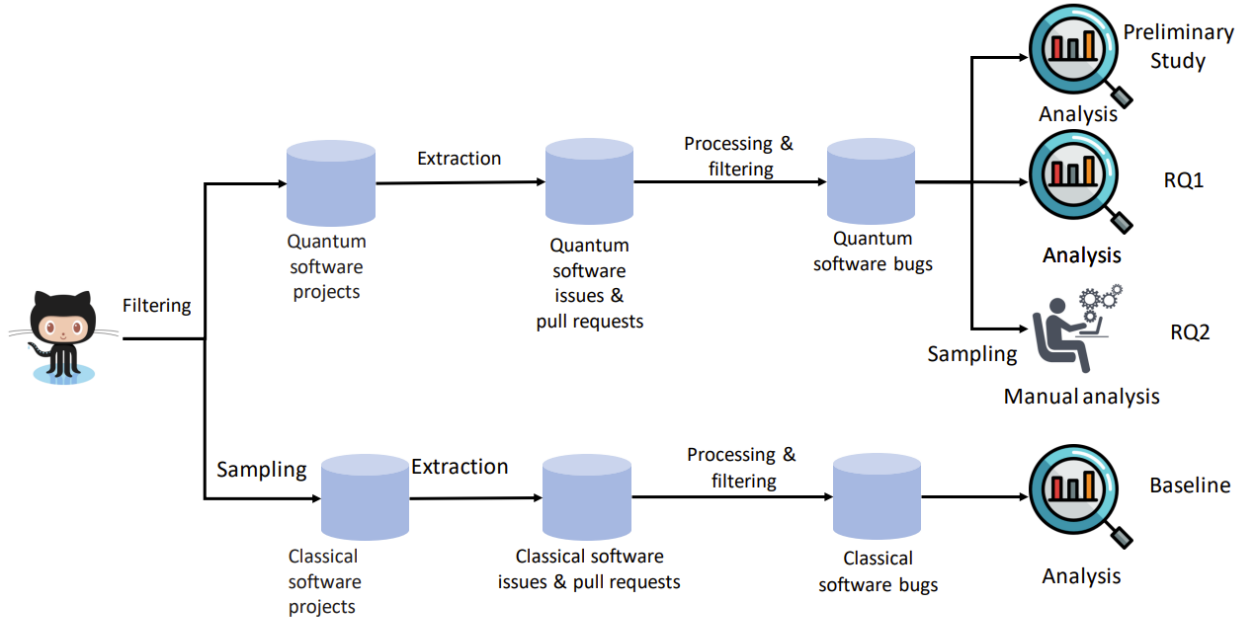 Preliminary
Study
Analysis
Processing &
filtering
Extraction
RQ1
Quantum
software
projects
Quantum
software
issues &
pull requests
Quantum
software bugs
Analysis
Filtering
Sampling
RQ2
Manual analysis
Sampling
Extraction
Processing &
filtering
Baseline
Classical
software
projects
Classical software
issues & pull requests
Classical
software bugs
Analysis